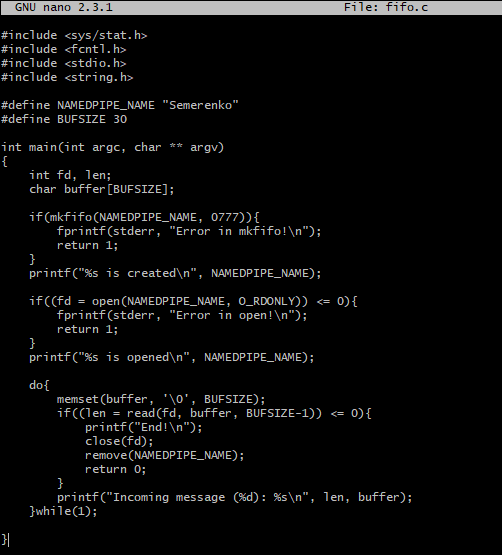 GNU nano 2.3.1 File: fifo.c
#include <sys/stat.h>
#include <fcntl.h>
#include <stdio.h>
#include <string.h>
#define NAMEDPIPE_NAME "Semerenko"
#define BUFSIZE 30
int main(int argc, char ** argv)
{
    int fd, len;
    char buffer[BUFSIZE];
    if(mkfifo(NAMEDPIPE_NAME, 0777)){
        fprintf(stderr, "Error in mkfifo!\n");
        return 1;
    }
    printf("%s is created\n", NAMEDPIPE_NAME);
    if((fd = open(NAMEDPIPE_NAME, O_RDONLY)) <= 0){
        fprintf(stderr, "Error in open!\n");
        return 1;
    }
    printf("%s is opened\n", NAMEDPIPE_NAME);
    do{
        memset(buffer, '\0', BUFSIZE);
        if((len = read(fd, buffer, BUFSIZE-1)) <= 0){
            printf("End!\n");
            close(fd);
            remove(NAMEDPIPE_NAME);
            return 0;
        }
        printf("Incoming message (%d): %s\n", len, buffer);
    }while(1);
}